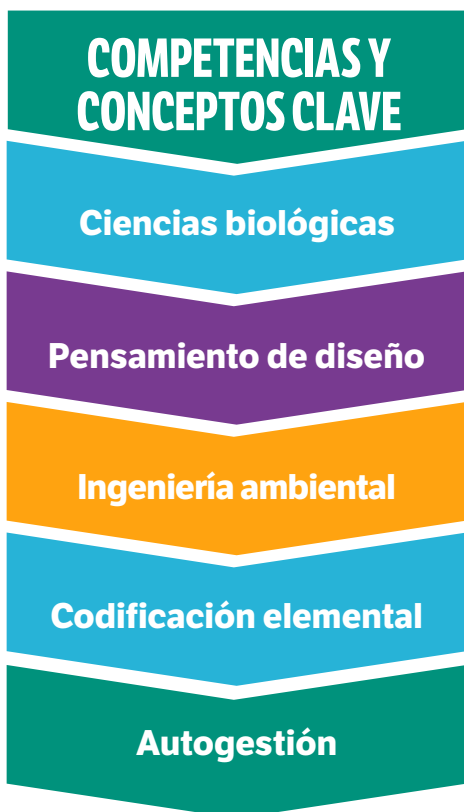 COMPETENCIAS Y
CONCEPTOS CLAVE
Ciencias biológicas
Pensamiento de diseño
Ingeniería ambiental
Codificación elemental
Autogestión